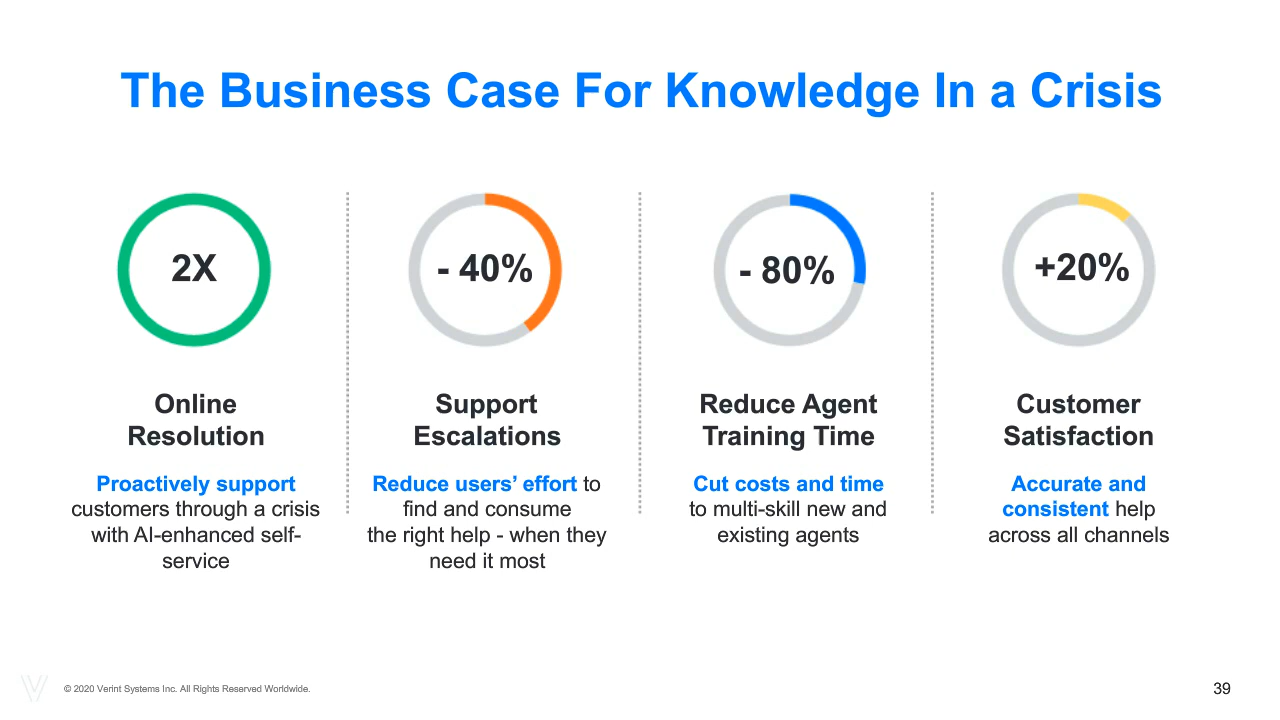 The Business Case For Knowledge In a Crisis
2X
Online
Resolution
Proactively support
customers through a crisis
with AI-enhanced self-
service
- 40%
Support
Escalations
Reduce users’ effort to
find and consume
the right help - when they
need it most
- 80%
Reduce Agent
Training Time
Cut costs and time
to multi-skill new and
existing agents
+20%
Customer
Satisfaction
Accurate and
consistent help
across all channels
© 2020 Verint Systems Inc. All Rights Reserved Worldwide.
39